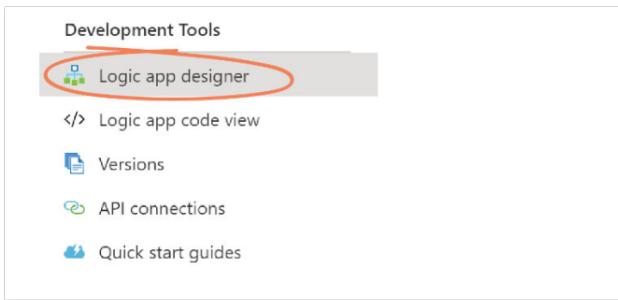 Development Tools
Logic app designer
Logic app code view
Versions
API connections
Quick start guides